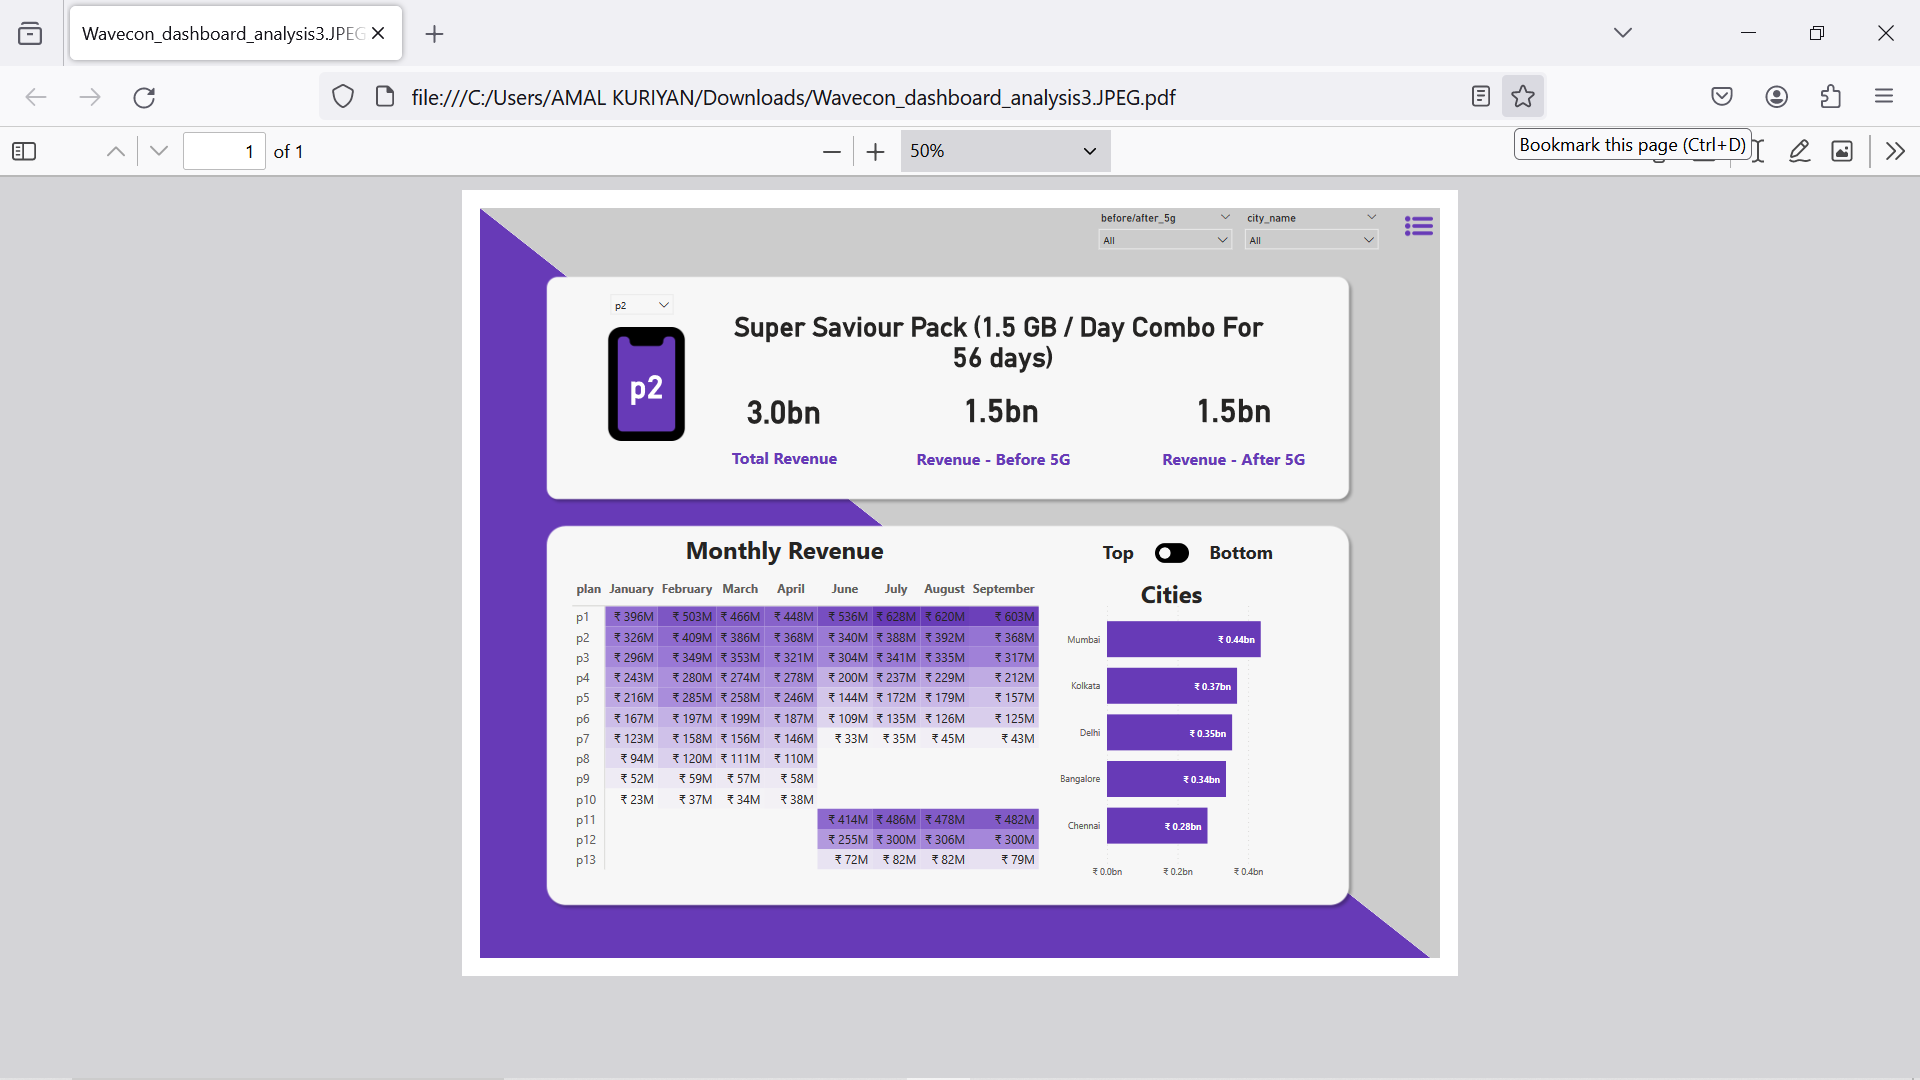 Wavecon_dashboard_analysis3.JPEG
file:///C:/Users/AMAL KURIYAN/Downloads/Wavecon_dashboard_analysis3.JPEG.pdf
1 of 1
50%
Bookmark this page (Ctrl+D)
before/after_5g city_name
All All
p2
Super Saviour Pack (1.5 GB / Day Combo For
56 days)
p2
3.0bn 1.5bn 1.5bn
Total Revenue Revenue - Before 5G Revenue - After 5G
Monthly Revenue
plan January February March April June July August September
p1 ₹ 396M ₹ 503M ₹ 466M ₹ 448M ₹ 536M ₹ 628M ₹ 620M ₹ 603M
p2 ₹ 326M ₹ 409M ₹ 386M ₹ 368M ₹ 340M ₹ 388M ₹ 392M ₹ 368M
p3 ₹ 296M ₹ 349M ₹ 353M ₹ 321M ₹ 304M ₹ 341M ₹ 335M ₹ 317M
p4 ₹ 243M ₹ 280M ₹ 274M ₹ 278M ₹ 200M ₹ 237M ₹ 229M ₹ 212M
p5 ₹ 216M ₹ 285M ₹ 258M ₹ 246M ₹ 144M ₹ 172M ₹ 179M ₹ 157M
p6 ₹ 167M ₹ 197M ₹ 199M ₹ 187M ₹ 109M ₹ 135M ₹ 126M ₹ 125M
p7 ₹ 123M ₹ 158M ₹ 156M ₹ 146M ₹ 33M ₹ 35M ₹ 45M ₹ 43M
p8 ₹ 94M ₹ 120M ₹ 111M ₹ 110M
p9 ₹ 52M ₹ 59M ₹ 57M ₹ 58M
p10 ₹ 23M ₹ 37M ₹ 34M ₹ 38M
p11 ₹ 414M ₹ 486M ₹ 478M ₹ 482M
p12 ₹ 255M ₹ 300M ₹ 306M ₹ 300M
p13 ₹ 72M ₹ 82M ₹ 82M ₹ 79M
Top Bottom
Cities
Mumbai ₹ 0.44bn
Kolkata ₹ 0.37bn
Delhi ₹ 0.35bn
Bangalore ₹ 0.34bn
Chennai ₹ 0.28bn
₹ 0.0bn ₹ 0.2bn ₹ 0.4bn